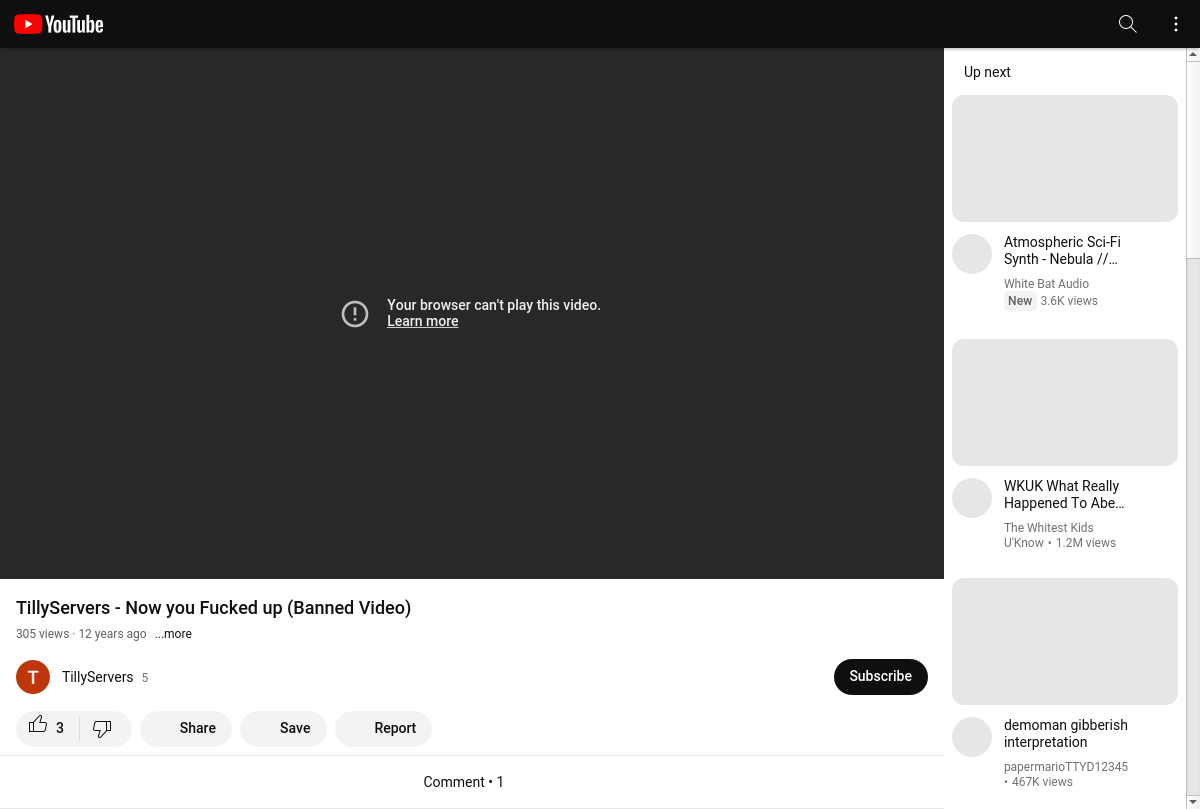 YouTube
Up next
Your browser can't play this video.
Learn more
Atmospheric Sci-Fi
Synth - Nebula //...
White Bat Audio
New 3.6K views
WKUK What Really
Happened To Abe...
The Whitest Kids
U'Know • 1.2M views
demoman gibberish
interpretation
papermarioTTYD12345
• 467K views
TillyServers - Now you Fucked up (Banned Video)
305 views · 12 years ago ...more
T TillyServers 5 Subscribe
3 Share Save Report
Comment • 1